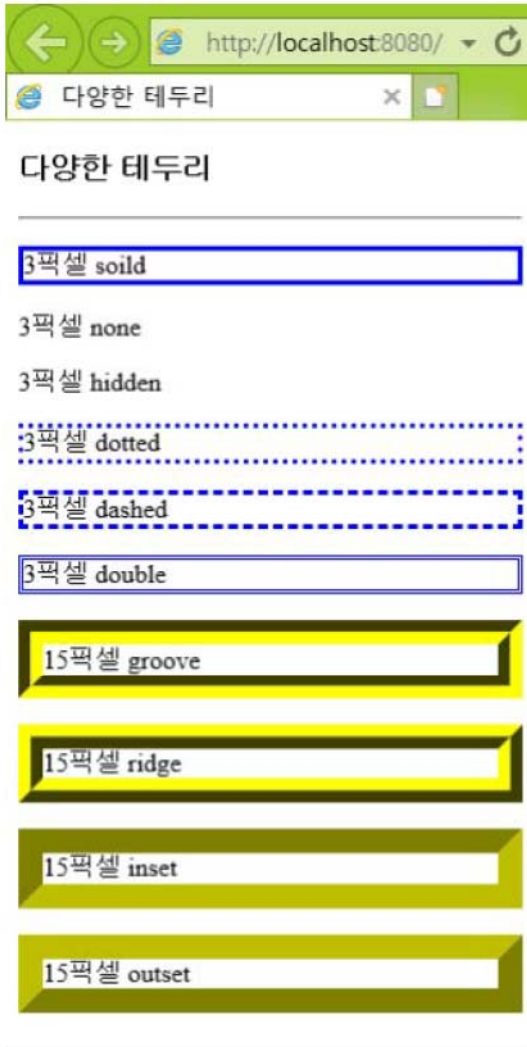 http://localhost:8080/
다양한 테두리
다양한 테두리
3픽셀 soild
3픽셀 none
3픽셀 hidden
3픽셀 dotted
3픽셀 dashed
3픽셀 double
15픽셀 groove
15픽셀 ridge
15픽셀 inset
15픽셀 outset